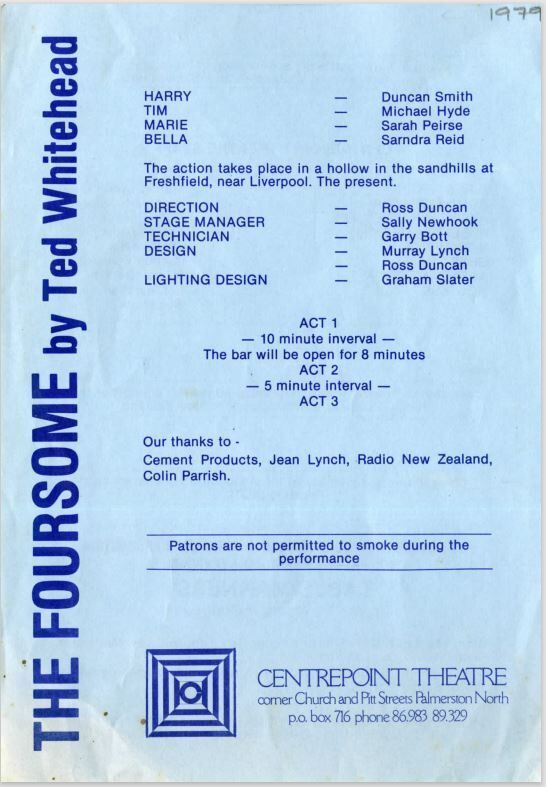 1979
THE FOURSOME by Ted Whitehead
HARRY — Duncan Smith
TIM — Michael Hyde
MARIE — Sarah Peirse
BELLA — Sarndra Reid
The action takes place in a hollow in the sandhills at
Freshfield, near Liverpool. The present.
DIRECTION — Ross Duncan
STAGE MANAGER — Sally Newhook
TECHNICIAN — Garry Bott
DESIGN — Murray Lynch
— Ross Duncan
LIGHTING DESIGN — Graham Slater
ACT 1
— 10 minute inverval —
The bar will be open for 8 minutes
ACT 2
— 5 minute interval —
ACT 3
Our thanks to -
Cement Products, Jean Lynch, Radio New Zealand,
Colin Parrish.
Patrons are not permitted to smoke during the
performance
CENTREPOINT THEATRE
corner Church and Pitt Streets Palmerston North
p.o. box 716 phone 86.983 89.329